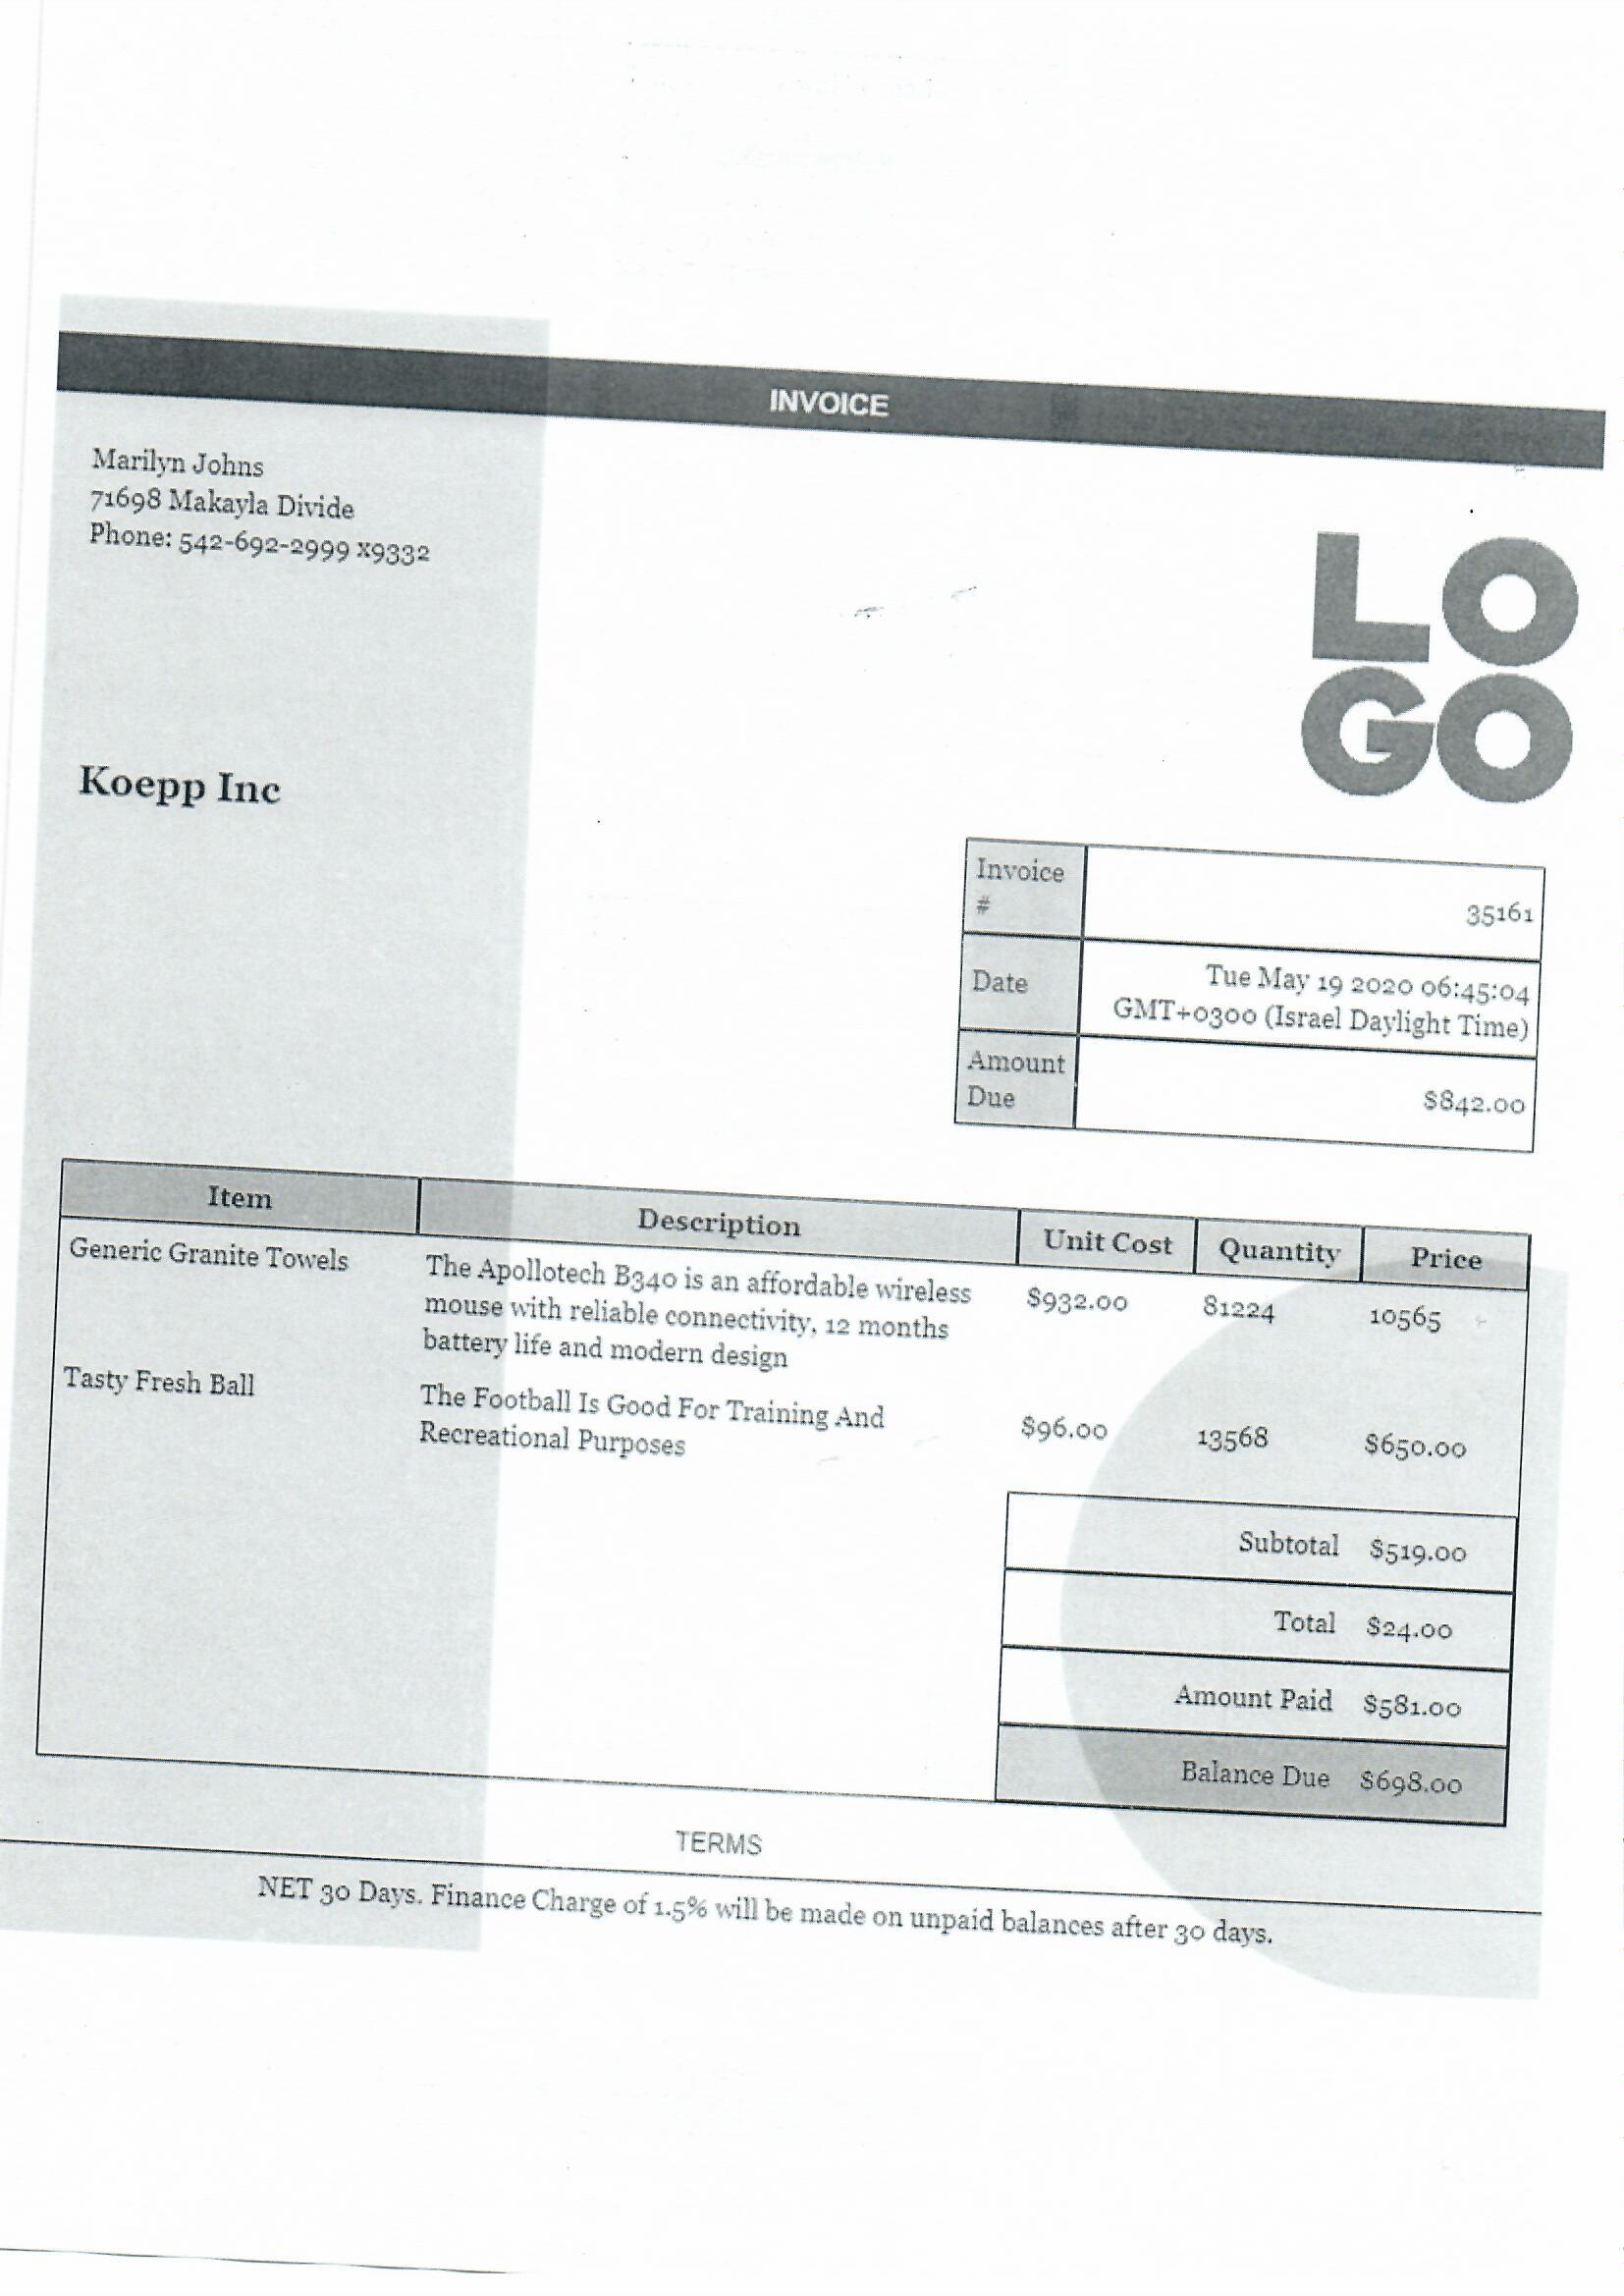 INVOICE
Marilyn Johns
71698 Makayla Divide
Phone: 542-692-2999 x9332
LO
GO
Koepp Inc
Invoice
# 35161
Date Tue May 19 2020 06:45:04
GMT+0300 (Israel Daylight Time)
Amount
Due $842.00
Item Description Unit Cost Quantity Price
Generic Granite Towels The Apollotech B340 is an affordable wireless $932.00 81224 10565
mouse with reliable connectivity, 12 months
battery life and modern design
Tasty Fresh Ball The Football Is Good For Training And $96.00 13568 $650.00
Recreational Purposes
Subtotal $519.00
Total $24.00
Amount Paid $581.00
Balance Due $698.00
TERMS
NET 30 Days. Finance Charge of 1.5% will be made on unpaid balances after 30 days.